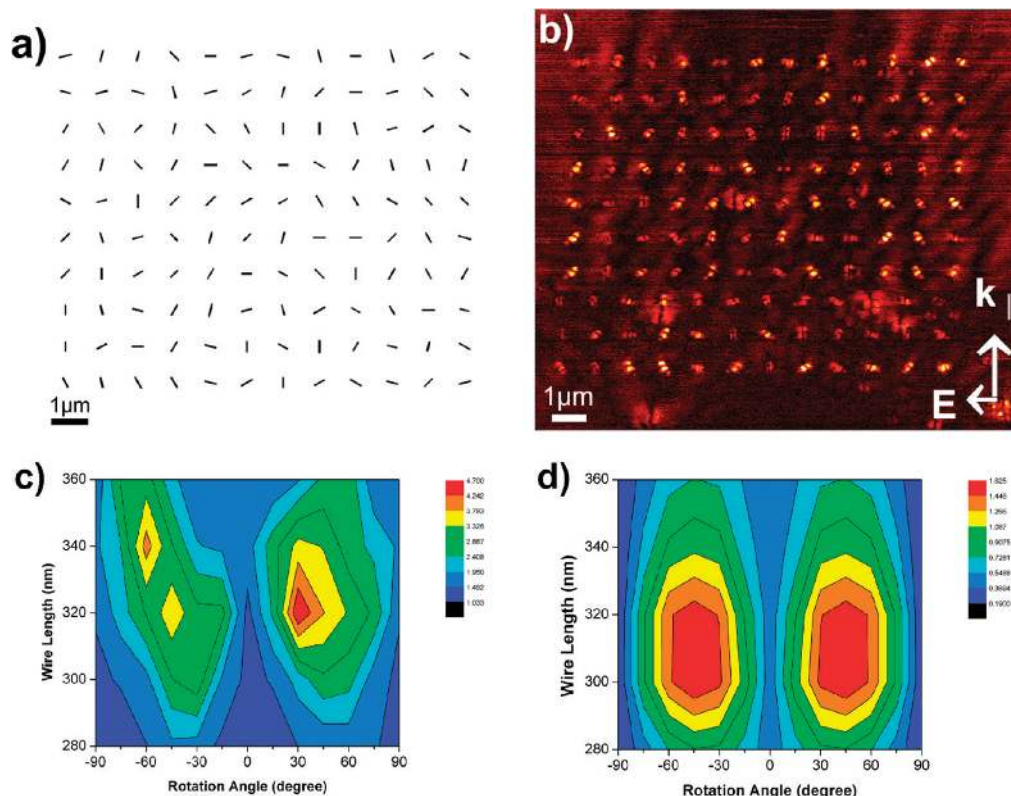 a)
1μm
b)
k
E
1μm
c)
360
340
320
300
280
Wire Length (nm)
-90 -60 -30 0 30 60 90
Rotation Angle (degree)
4.700
4.242
3.783
3.325
2.867
2.408
1.950
1.492
1.033
d)
360
340
320
300
280
Wire Length (nm)
-90 -60 -30 0 30 60 90
Rotation Angle (degree)
1.625
1.446
1.266
1.087
0.9075
0.7281
0.5488
0.3694
0.1900